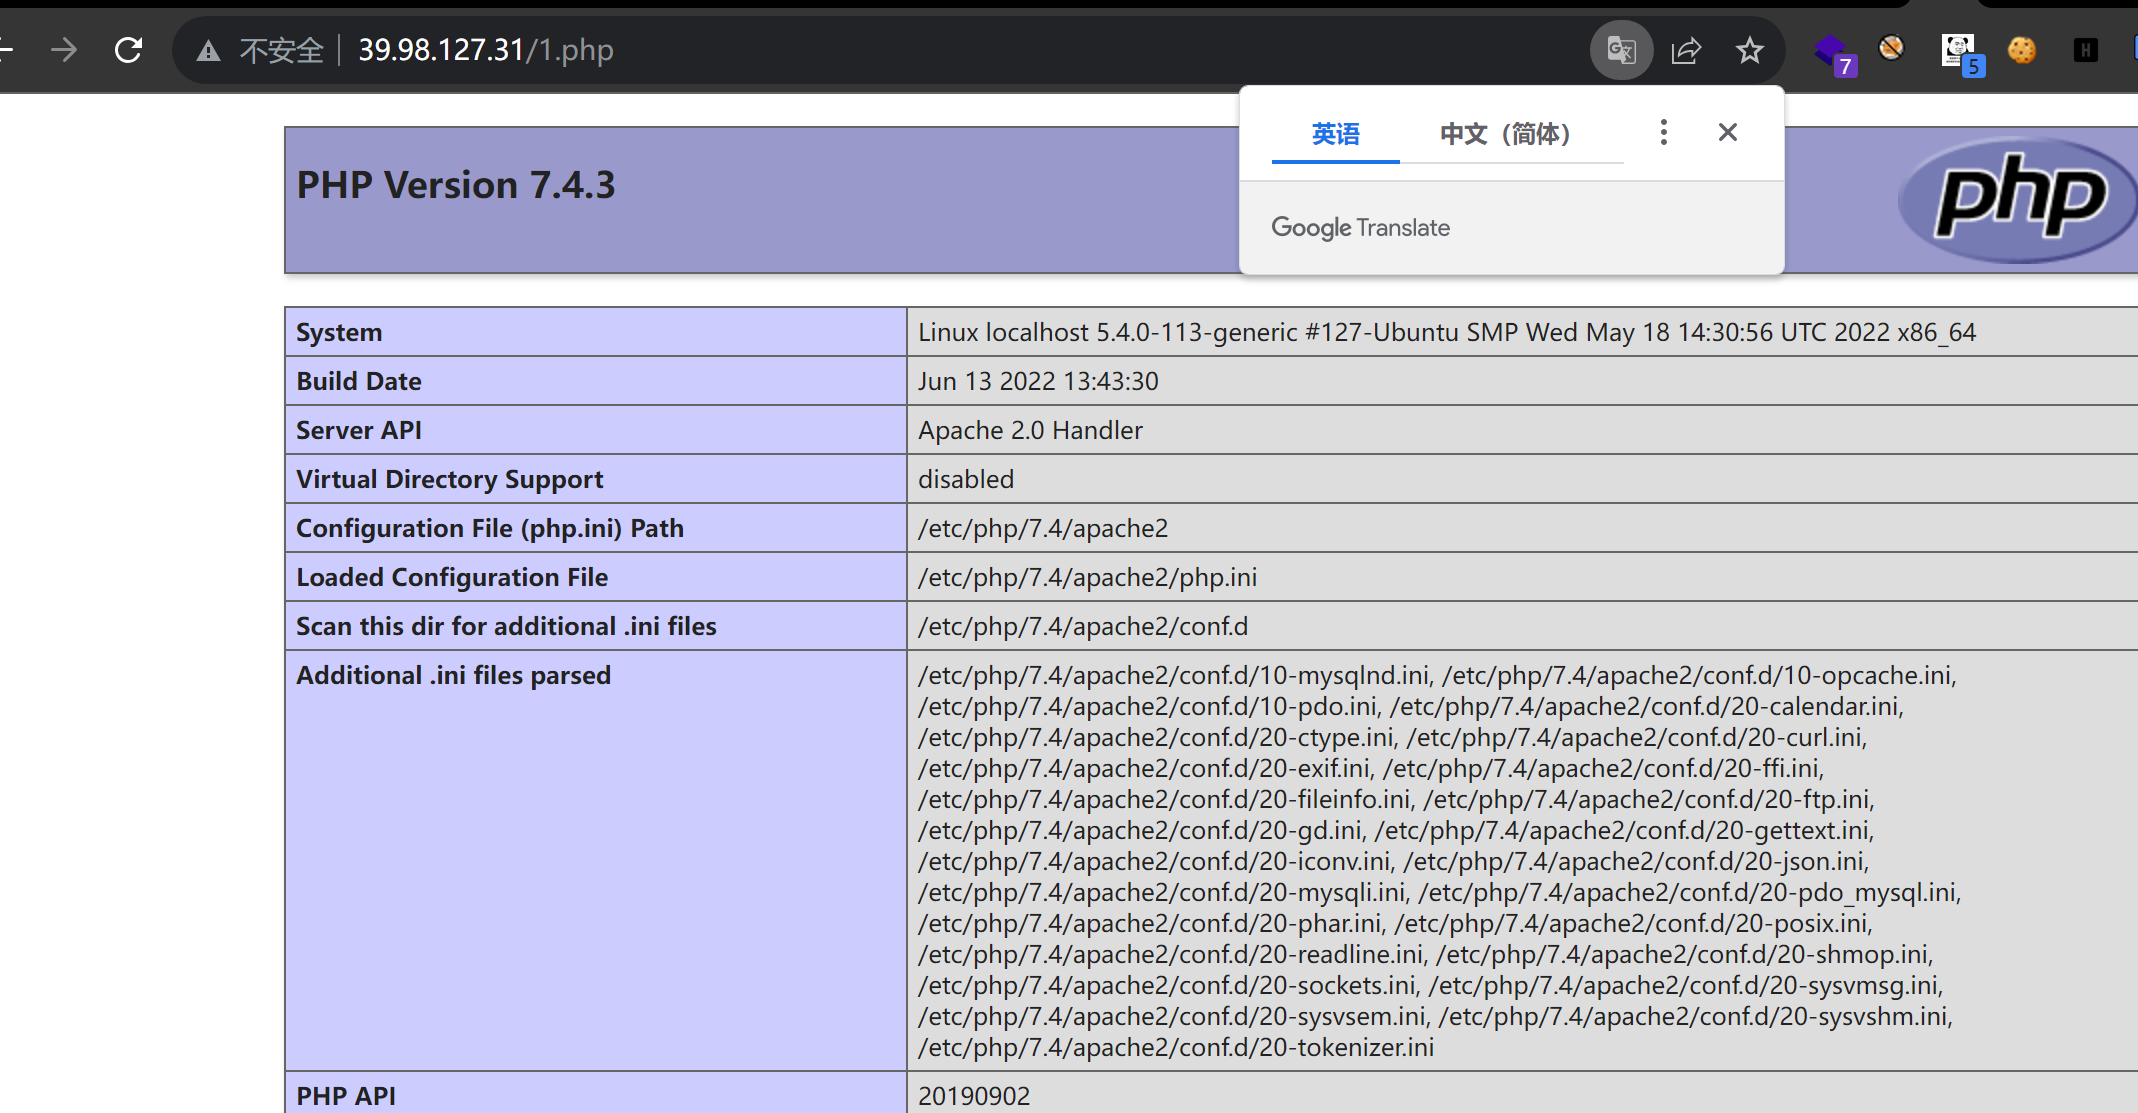 不安全 39.98.127.31/1.php
7
5
H
英语 中文（简体）
Google Translate
PHP Version 7.4.3
php
System Linux localhost 5.4.0-113-generic #127-Ubuntu SMP Wed May 18 14:30:56 UTC 2022 x86_64
Build Date Jun 13 2022 13:43:30
Server API Apache 2.0 Handler
Virtual Directory Support disabled
Configuration File (php.ini) Path /etc/php/7.4/apache2
Loaded Configuration File /etc/php/7.4/apache2/php.ini
Scan this dir for additional .ini files /etc/php/7.4/apache2/conf.d
Additional .ini files parsed /etc/php/7.4/apache2/conf.d/10-mysqlnd.ini, /etc/php/7.4/apache2/conf.d/10-opcache.ini,
/etc/php/7.4/apache2/conf.d/10-pdo.ini, /etc/php/7.4/apache2/conf.d/20-calendar.ini,
/etc/php/7.4/apache2/conf.d/20-ctype.ini, /etc/php/7.4/apache2/conf.d/20-curl.ini,
/etc/php/7.4/apache2/conf.d/20-exif.ini, /etc/php/7.4/apache2/conf.d/20-ffi.ini,
/etc/php/7.4/apache2/conf.d/20-fileinfo.ini, /etc/php/7.4/apache2/conf.d/20-ftp.ini,
/etc/php/7.4/apache2/conf.d/20-gd.ini, /etc/php/7.4/apache2/conf.d/20-gettext.ini,
/etc/php/7.4/apache2/conf.d/20-iconv.ini, /etc/php/7.4/apache2/conf.d/20-json.ini,
/etc/php/7.4/apache2/conf.d/20-mysqli.ini, /etc/php/7.4/apache2/conf.d/20-pdo_mysql.ini,
/etc/php/7.4/apache2/conf.d/20-phar.ini, /etc/php/7.4/apache2/conf.d/20-posix.ini,
/etc/php/7.4/apache2/conf.d/20-readline.ini, /etc/php/7.4/apache2/conf.d/20-shmop.ini,
/etc/php/7.4/apache2/conf.d/20-sockets.ini, /etc/php/7.4/apache2/conf.d/20-sysvmsg.ini,
/etc/php/7.4/apache2/conf.d/20-sysvsem.ini, /etc/php/7.4/apache2/conf.d/20-sysvshm.ini,
/etc/php/7.4/apache2/conf.d/20-tokenizer.ini
PHP API 20190902